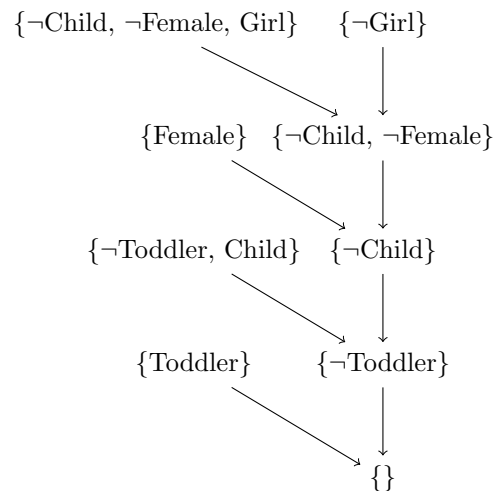 {¬Child, ¬Female, Girl} {¬Girl}
{Female} {¬Child, ¬Female}
{¬Toddler, Child} {¬Child}
{Toddler} {¬Toddler}
{}